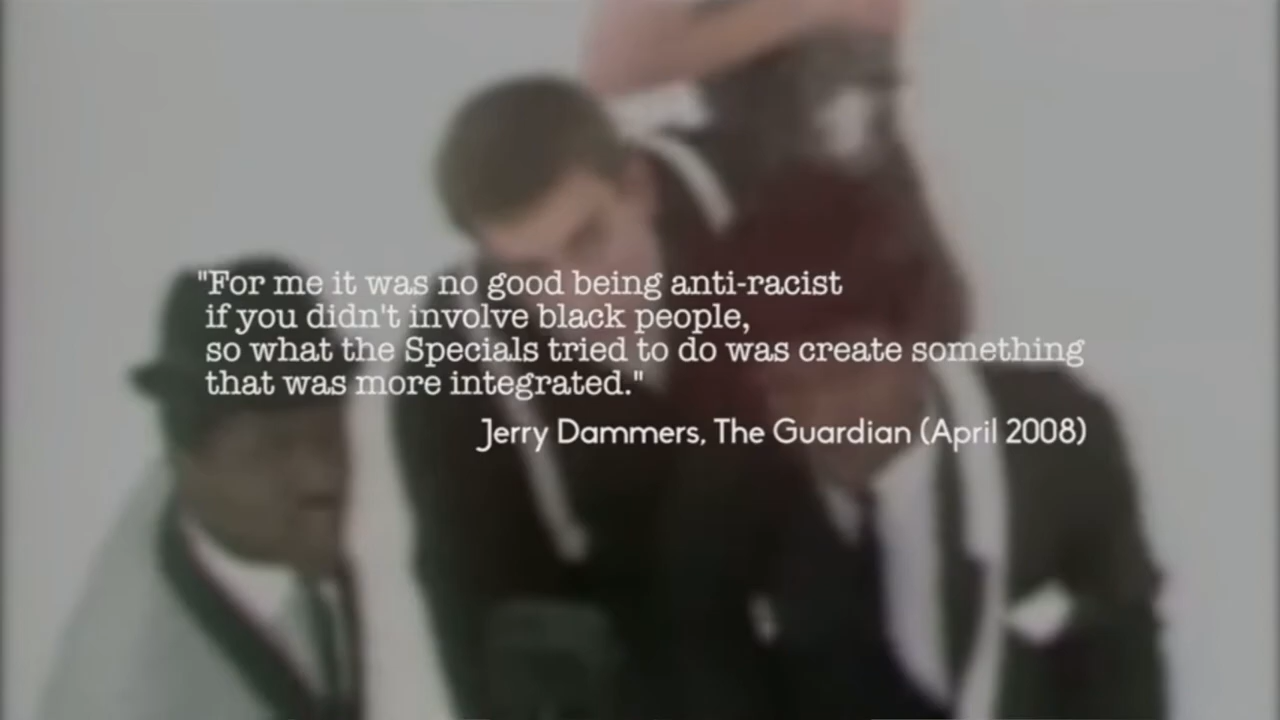 "For me it was no good being anti-racist
if you didn't involve black people,
so what the Specials tried to do was create something
that was more integrated."
Jerry Dammers, The Guardian (April 2008)